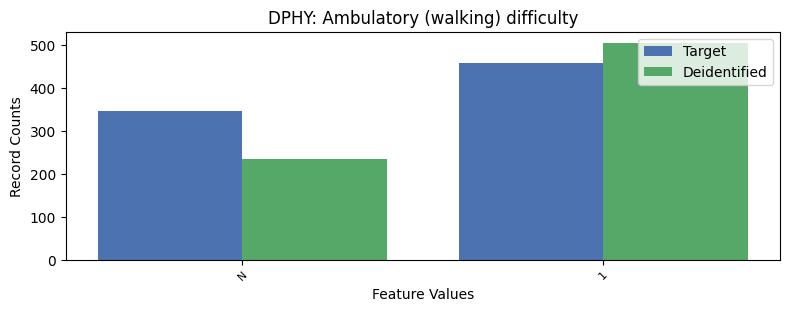 DPHY: Ambulatory (walking) difficulty
Target
Deidentified
500
400
300
200
100
0
Record Counts
N
1
Feature Values